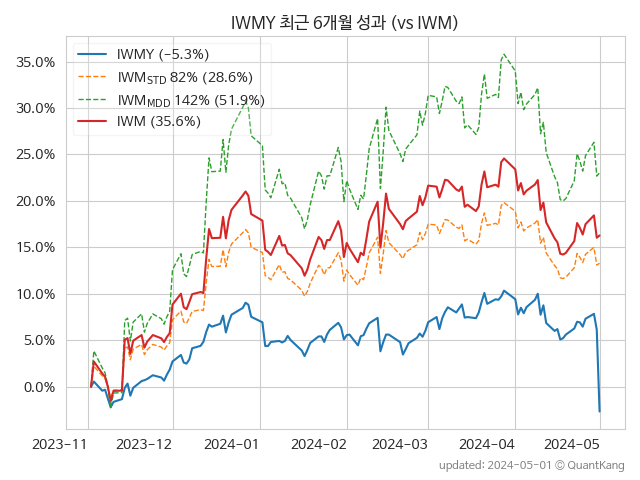 IWMY 최근 6개월 성과 (vs IWM)
IWMY (−5.3%)
IWM_STD 82% (28.6%)
IWM_MDD 142% (51.9%)
IWM (35.6%)
35.0%
30.0%
25.0%
20.0%
15.0%
10.0%
5.0%
0.0%
2023-11 2023-12 2024-01 2024-02 2024-03 2024-04 2024-05
updated: 2024-05-01 © QuantKang